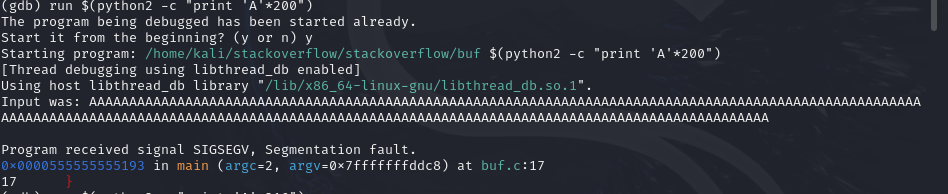 (gdb) run $(python2 -c "print 'A'*200")
The program being debugged has been started already.
Start it from the beginning? (y or n) y
Starting program: /home/kali/stackoverflow/stackoverflow/buf $(python2 -c "print 'A'*200")
[Thread debugging using libthread_db enabled]
Using host libthread_db library "/lib/x86_64-linux-gnu/libthread_db.so.1".
Input was: AAAAAAAAAAAAAAAAAAAAAAAAAAAAAAAAAAAAAAAAAAAAAAAAAAAAAAAAAAAAAAAAAAAAAAAAAAAAAAAAAAAAAAAAAAAAAAAAAAAAAAAA
AAAAAAAAAAAAAAAAAAAAAAAAAAAAAAAAAAAAAAAAAAAAAAAAAAAAAAAAAAAAAAAAAAAAAAAAAAAAAAAAAAAAAAAAAAAAAAAA
Program received signal SIGSEGV, Segmentation fault.
0x0000555555555193 in main (argc=2, argv=0x7fffffffddc8) at buf.c:17
17 }